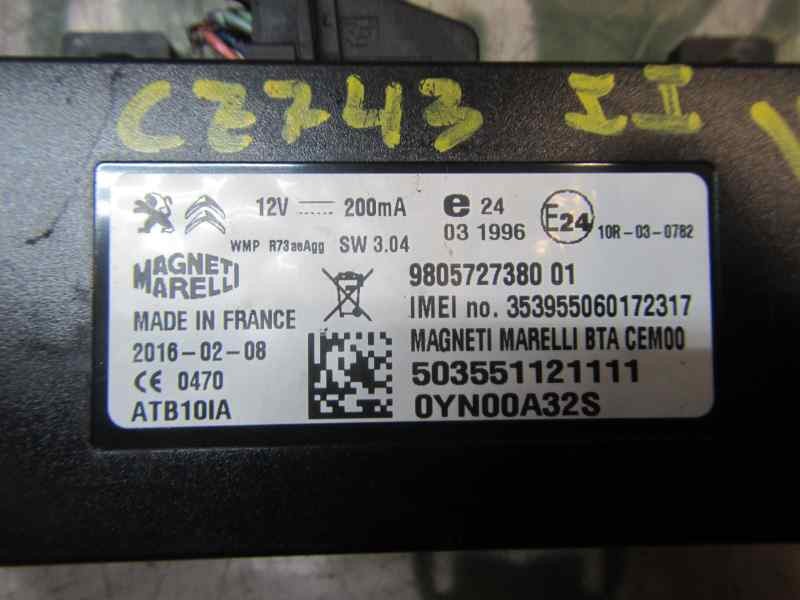 CZ743 II
12V 200mA e 24
03 1996 E24 10R-03-0782
WMP R73aeAgg SW 3.04
MAGNETI
MARELLI
9805727380 01
IMEI no. 353955060172317
MADE IN FRANCE
MAGNETI MARELLI BTA CEM00
2016-02-08
503551121111
CE 0470
ATB10IA
0YN00A32S